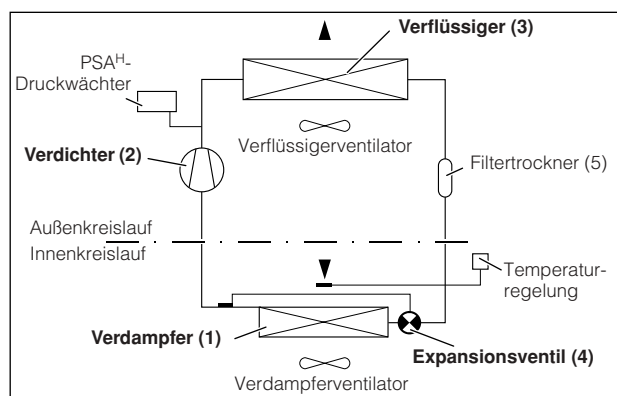 Verflüssiger (3)
PSAᴴ-
Druckwächter
Verflüssigerventilator
Verdichter (2)
Filtertrockner (5)
Außenkreislauf
Innenkreislauf
Temperatur-
regelung
Verdampfer (1)
Expansionsventil (4)
Verdampferventilator